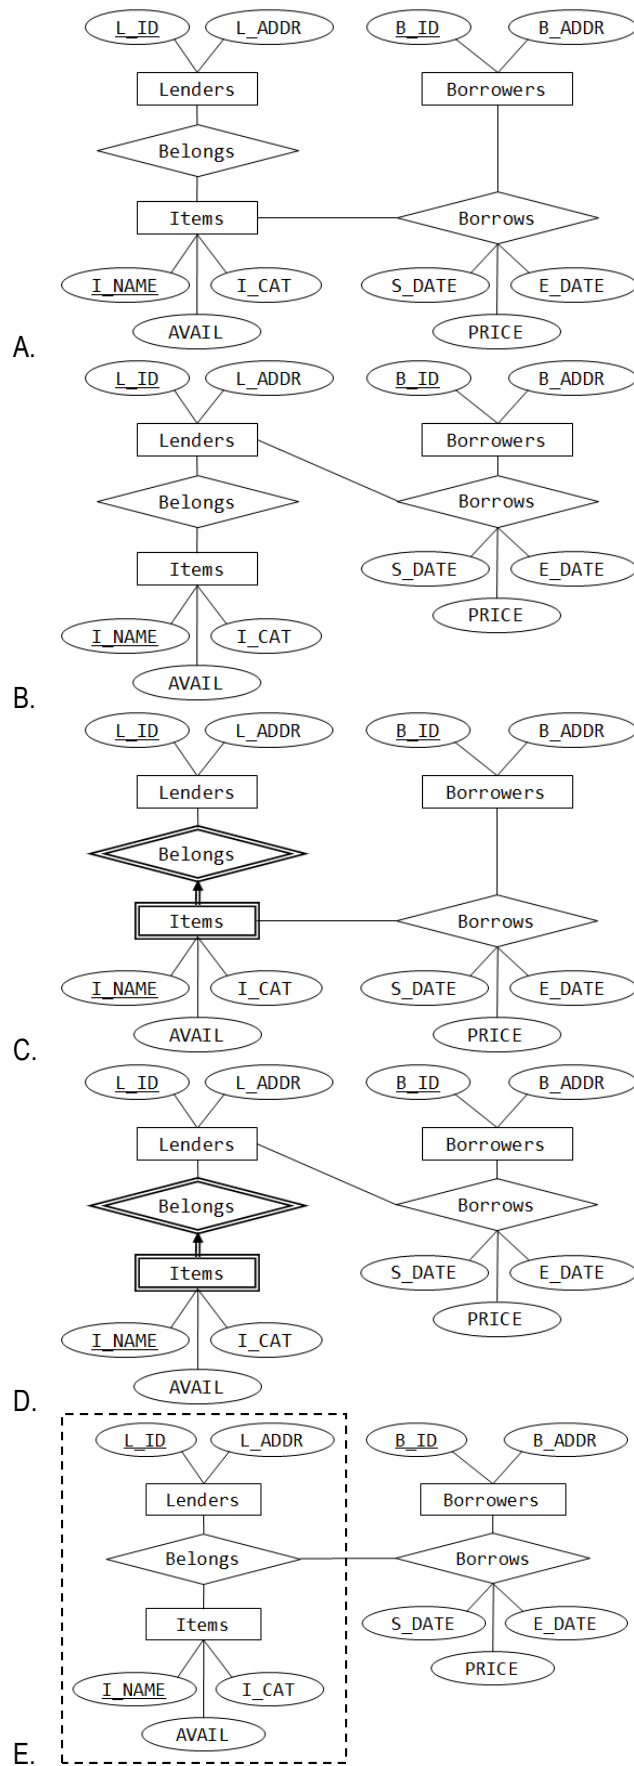 L_ID L_ADDR B_ID B_ADDR
Lenders Borrowers
Belongs
Items Borrows
I_NAME I_CAT S_DATE E_DATE
AVAIL PRICE
A.
L_ID L_ADDR B_ID B_ADDR
Lenders Borrowers
Belongs Borrows
Items S_DATE E_DATE
I_NAME I_CAT PRICE
AVAIL
B.
L_ID L_ADDR B_ID B_ADDR
Lenders Borrowers
Belongs
Items Borrows
I_NAME I_CAT S_DATE E_DATE
AVAIL PRICE
C.
L_ID L_ADDR B_ID B_ADDR
Lenders Borrowers
Belongs Borrows
Items S_DATE E_DATE
I_NAME I_CAT PRICE
AVAIL
D.
L_ID L_ADDR B_ID B_ADDR
Lenders Borrowers
Belongs Borrows
Items S_DATE E_DATE
I_NAME I_CAT PRICE
AVAIL
E.